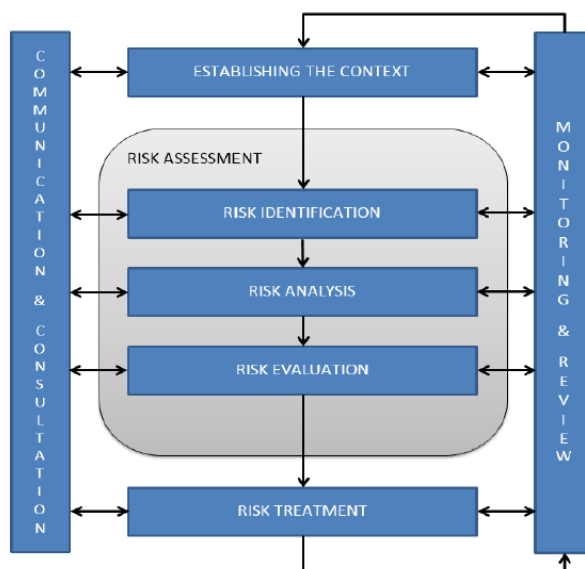 COMMUNICATION & CONSULTATION
ESTABLISHING THE CONTEXT
RISK ASSESSMENT
RISK IDENTIFICATION
RISK ANALYSIS
RISK EVALUATION
RISK TREATMENT
MONITORING & REVIEW